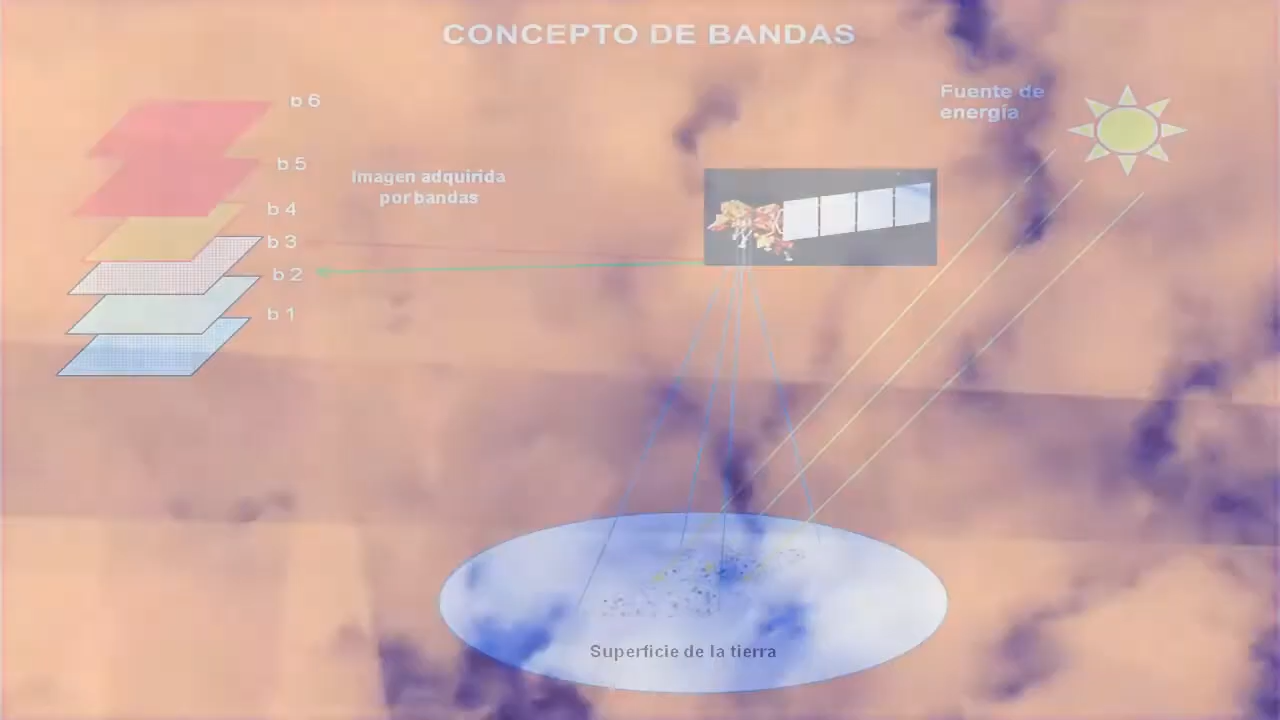 CONCEPTO DE BANDAS
Fuente de
energía
b 6
b 5
Imagen adquirida
por bandas
b 4
b 3
b 2
b 1
Superficie de la tierra